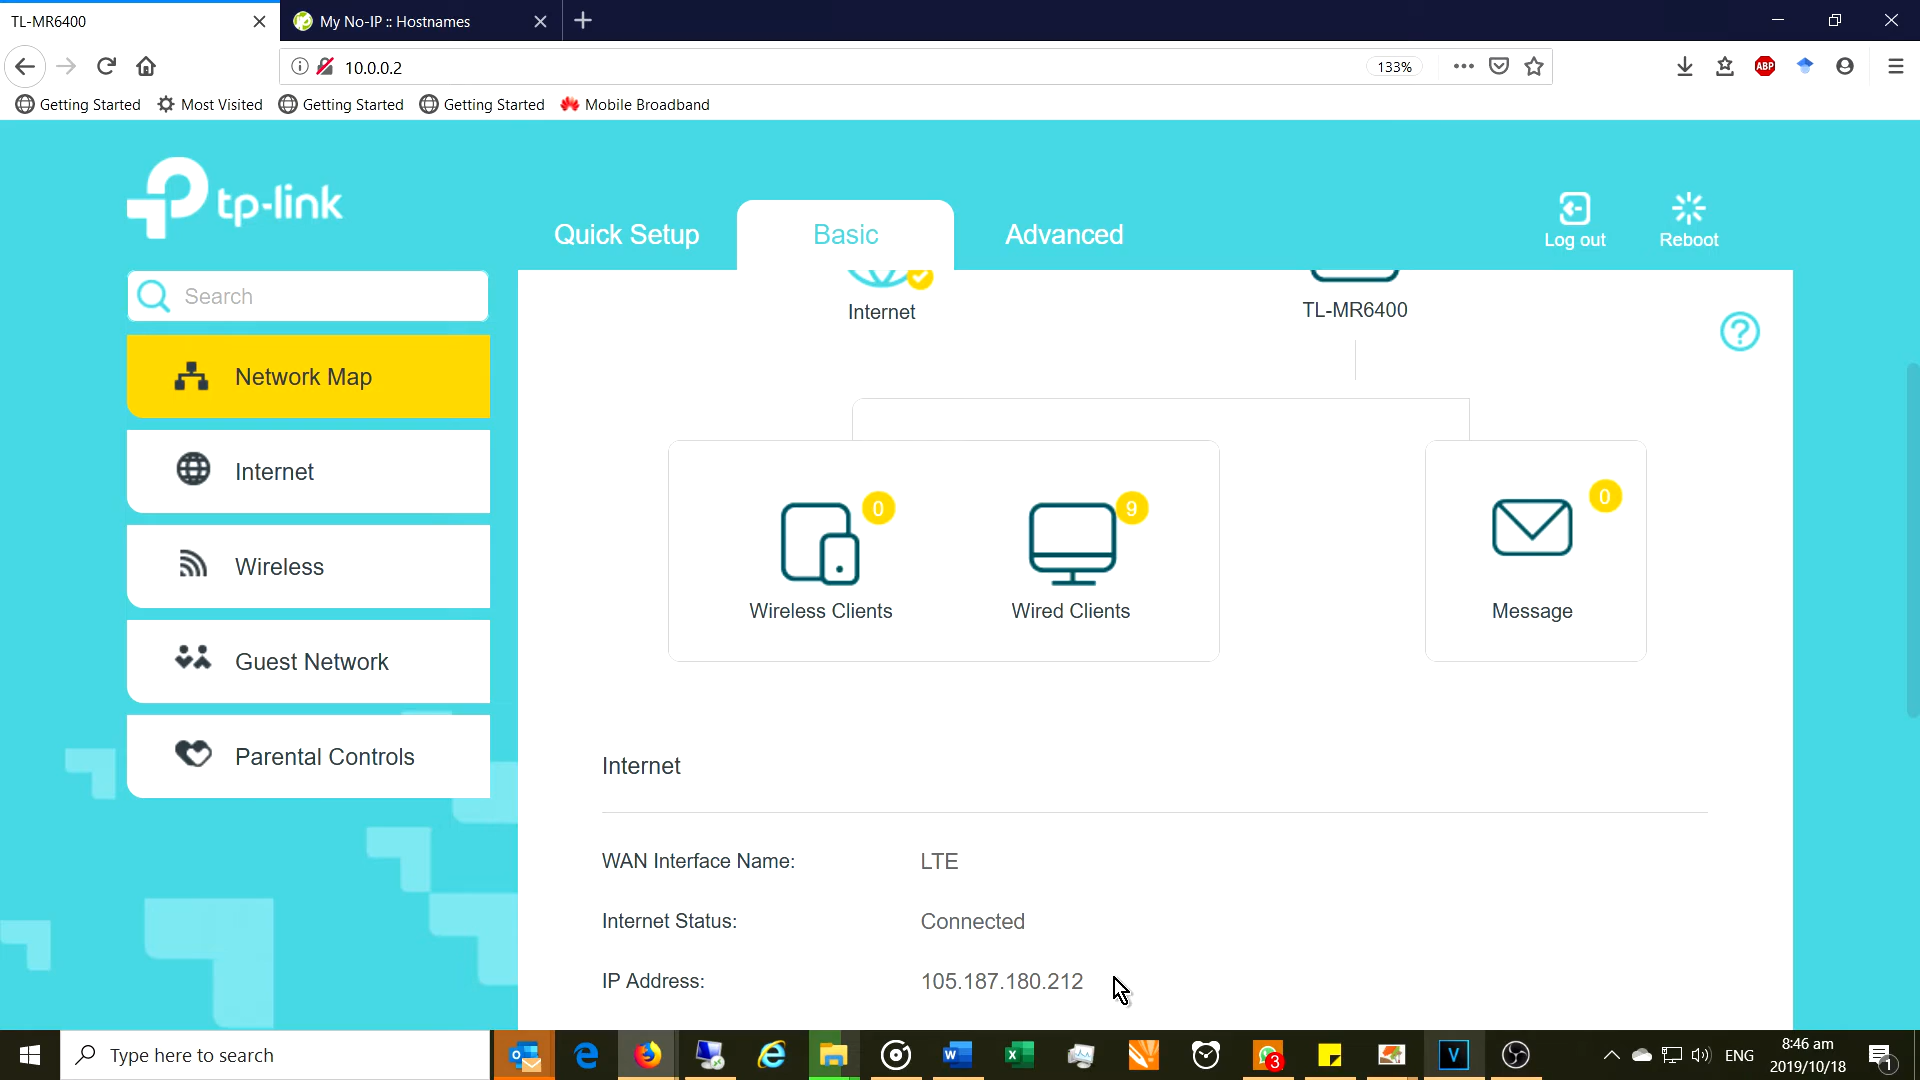 TL-MR6400
My No-IP :: Hostnames
10.0.0.2
133%
ABP
Getting Started
Most Visited
Getting Started
Getting Started
Mobile Broadband
tp-link
Quick Setup
Basic
Advanced
Log out
Reboot
Search
Network Map
Internet
Wireless
Guest Network
Parental Controls
Internet
TL-MR6400
?
0
9
0
Wireless Clients
Wired Clients
Message
Internet
WAN Interface Name:
LTE
Internet Status:
Connected
IP Address:
105.187.180.212
Type here to search
3
V
ENG
8:46 am
2019/10/18
1